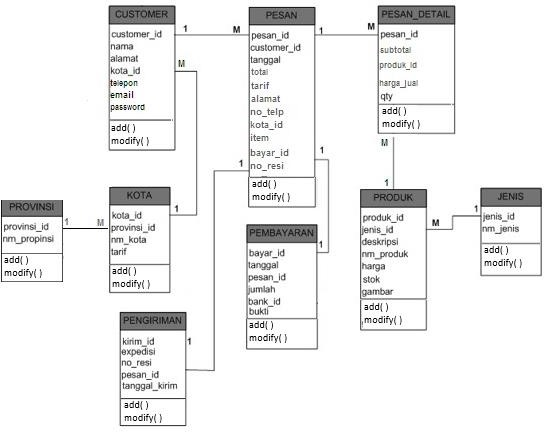 CUSTOMER
customer_id
nama
alamat
kota_id
telepon
email
password
add( )
modify( )
1
M
M
1
PESAN
pesan_id
customer_id
tanggal
total
tarif
alamat
no_telp
kota_id
item
bayar_id
no_resi
add( )
modify( )
1
M
1
1
PESAN_DETAIL
pesan_id
subtotal
produk_id
harga_jual
qty
add( )
modify( )
M
1
PROVINSI
provinsi_id
nm_propinsi
add( )
modify( )
1
M
KOTA
kota_id
provinsi_id
nm_kota
tarif
add( )
modify( )
PEMBAYARAN
bayar_id
tanggal
pesan_id
jumlah
bank_id
bukti
add( )
modify( )
1
PRODUK
produk_id
jenis_id
deskripsi
nm_produk
harga
stok
gambar
add( )
modify( )
M
1
JENIS
jenis_id
nm_jenis
add( )
modify( )
PENGIRIMAN
kirim_id
expedisi
no_resi
pesan_id
tanggal_kirim
add( )
modify( )
1